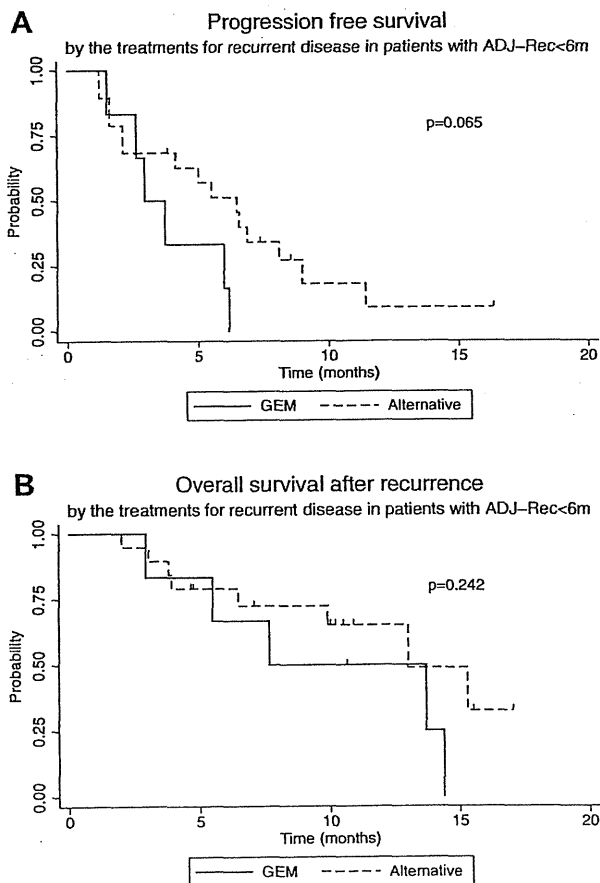 A
Progression free survival
by the treatments for recurrent disease in patients with ADJ-Rec<6m
p=0.065
Probability
1.00
0.75
0.50
0.25
0.00
0 5 10 15 20
Time (months)
GEM Alternative
B
Overall survival after recurrence
by the treatments for recurrent disease in patients with ADJ-Rec<6m
p=0.242
Probability
1.00
0.75
0.50
0.25
0.00
0 5 10 15 20
Time (months)
GEM Alternative